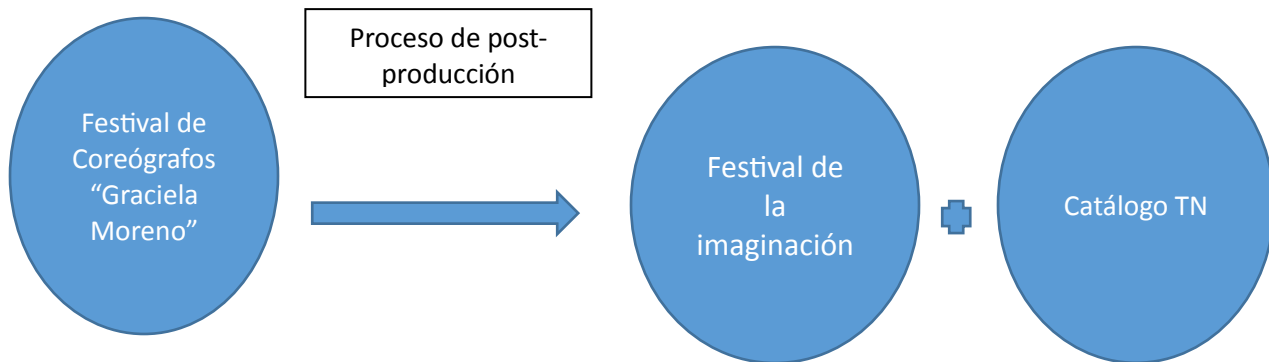 Proceso de post-
producción
Festival de
Coreógrafos
“Graciela
Moreno”
Festival de
la
imaginación
Catálogo TN